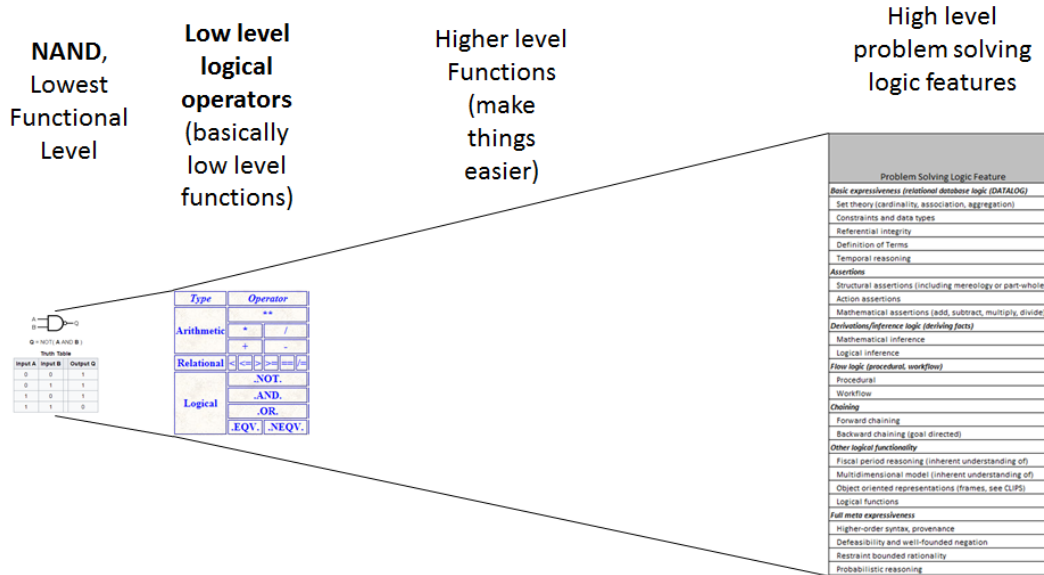 NAND,
Lowest
Functional
Level
Low level
logical
operators
(basically
low level
functions)
Higher level
Functions
(make
things
easier)
High level
problem solving
logic features
A
B
Q
Q = NOT( A AND B )
Truth Table
Input A Input B Output Q
0 0 1
0 1 1
1 0 1
1 1 0
Type Operator
Arithmetic
**
* /
+ -
Relational < <= > >= == /=
Logical
.NOT.
.AND.
.OR.
.EQV. .NEQV.
Problem Solving Logic Feature
Basic expressiveness (relational database logic (DATALOG)
Set theory (cardinality, association, aggregation)
Constraints and data types
Referential integrity
Definition of Terms
Temporal reasoning
Assertions
Structural assertions (including mereology or part-whole
Action assertions
Mathematical assertions (add, subtract, multiply, divide)
Derivations/inference logic (deriving facts)
Mathematical inference
Logical inference
Flow logic (procedural, workflow)
Procedural
Workflow
Chaining
Forward chaining
Backward chaining (goal directed)
Other logical functionality
Fiscal period reasoning (inherent understanding of)
Multidimensional model (inherent understanding of)
Object oriented representations (frames, see CLIPS)
Logical functions
Full meta expressiveness
Higher-order syntax, provenance
Defeasibility and well-founded negation
Restraint bounded rationality
Probabilistic reasoning